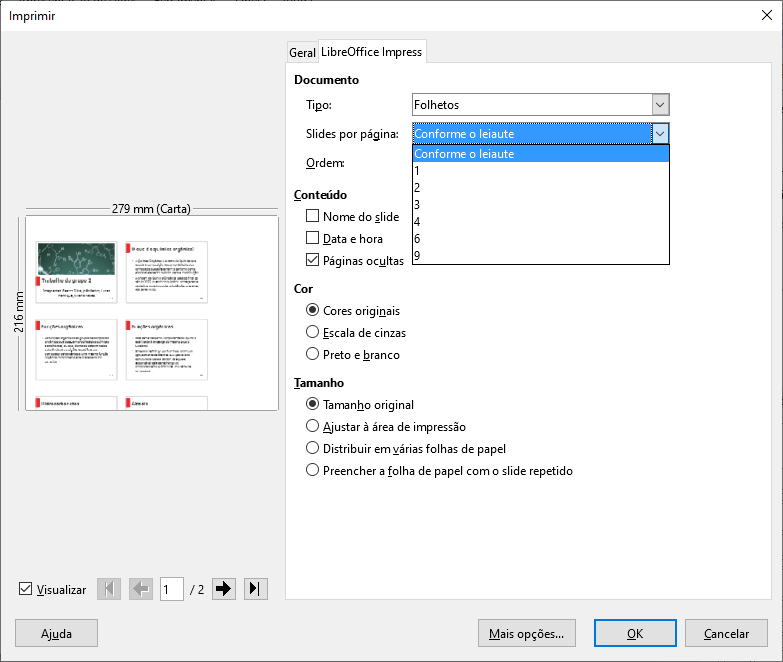 Imprimir
Geral
LibreOffice Impress
Documento
Tipo:
Folhetos
Slides por página:
Conforme o leiaute
Conforme o leiaute
1
2
3
4
6
9
Ordem:
Conteúdo
Nome do slide
Data e hora
Páginas ocultas
Cor
Cores originais
Escala de cinzas
Preto e branco
Tamanho
Tamanho original
Ajustar à área de impressão
Distribuir em várias folhas de papel
Preencher a folha de papel com o slide repetido
279 mm (Carta)
216 mm
Trabalho do grupo 2
Visualizar
1
/ 2
Ajuda
Mais opções...
OK
Cancelar